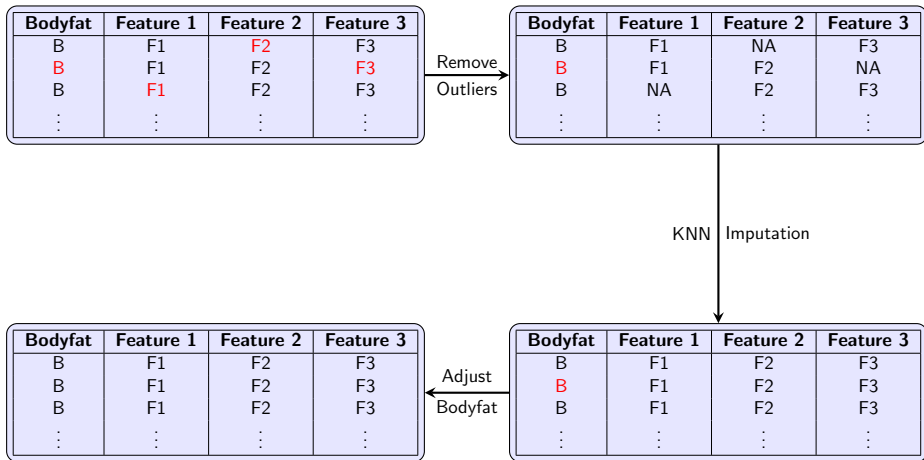 Bodyfat Feature 1 Feature 2 Feature 3
B F1 F2 F3
B F1 F2 F3
B F1 F2 F3
⋮ ⋮ ⋮ ⋮
Remove
Outliers
Bodyfat Feature 1 Feature 2 Feature 3
B F1 NA F3
B F1 F2 NA
B NA F2 F3
⋮ ⋮ ⋮ ⋮
KNN Imputation
Bodyfat Feature 1 Feature 2 Feature 3
B F1 F2 F3
B F1 F2 F3
B F1 F2 F3
⋮ ⋮ ⋮ ⋮
Adjust
Bodyfat
Bodyfat Feature 1 Feature 2 Feature 3
B F1 F2 F3
B F1 F2 F3
B F1 F2 F3
⋮ ⋮ ⋮ ⋮